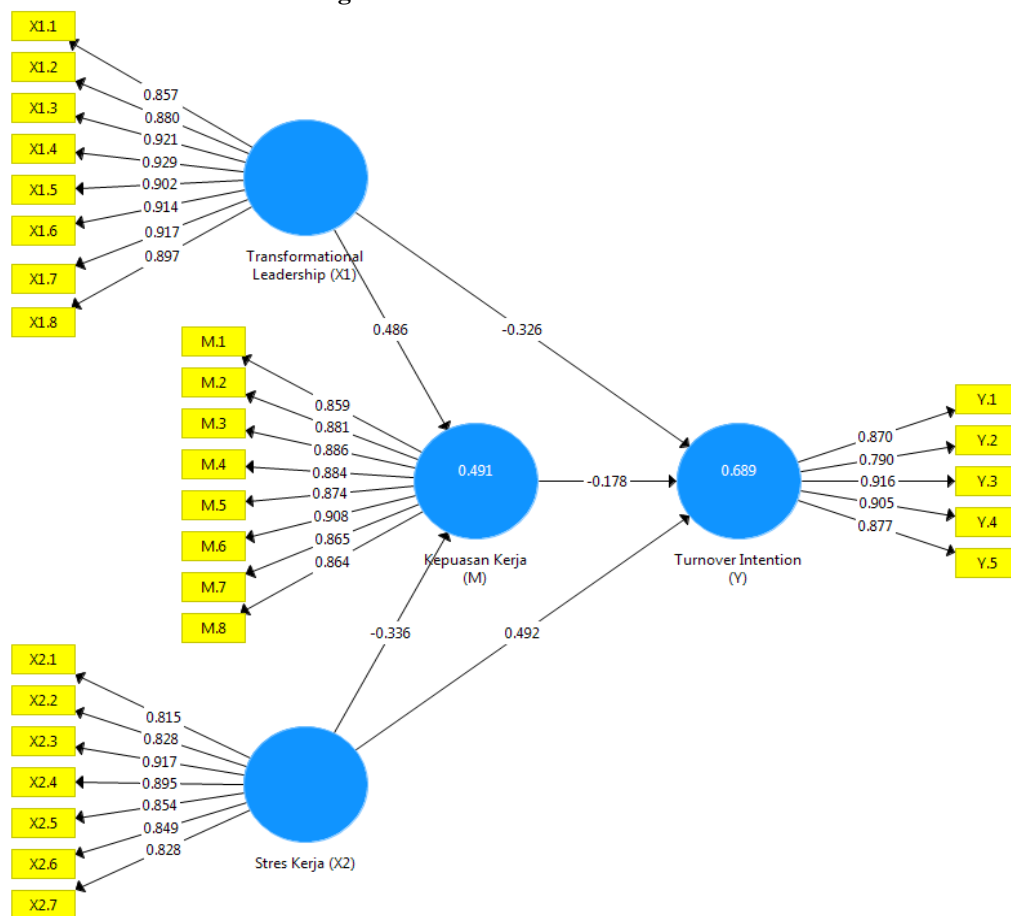 X1.1
X1.2
X1.3
X1.4
X1.5
X1.6
X1.7
X1.8
0.857
0.880
0.921
0.929
0.902
0.914
0.917
0.897
Transformational
Leadership (X1)
0.486
-0.326
M.1
M.2
M.3
M.4
M.5
M.6
M.7
M.8
0.859
0.881
0.886
0.884
0.874
0.908
0.865
0.864
0.491
Kepuasan Kerja
(M)
-0.178
0.689
Turnover Intention
(Y)
0.870
0.790
0.916
0.905
0.877
Y.1
Y.2
Y.3
Y.4
Y.5
-0.336
0.492
X2.1
X2.2
X2.3
X2.4
X2.5
X2.6
X2.7
0.815
0.828
0.917
0.895
0.854
0.849
0.828
Stres Kerja (X2)